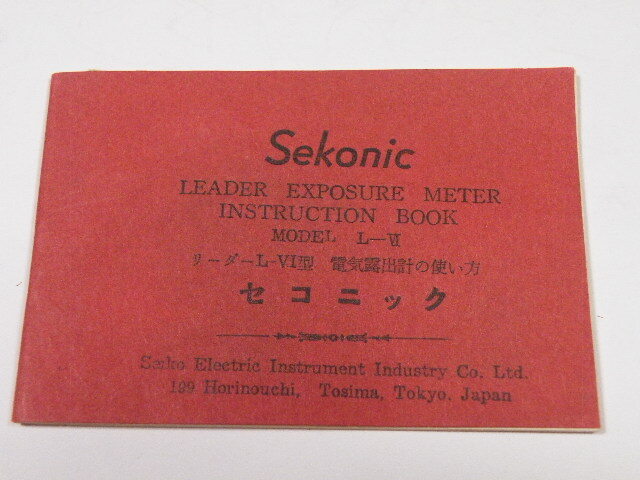 Sekonic
LEADER EXPOSURE METER
INSTRUCTION BOOK
MODEL L—VI
リーダーL-VI型 電気露出計の使い方
セコニック
Seiko Electric Instrument Industry Co. Ltd.
199 Horinouchi, Tosima, Tokyo, Japan